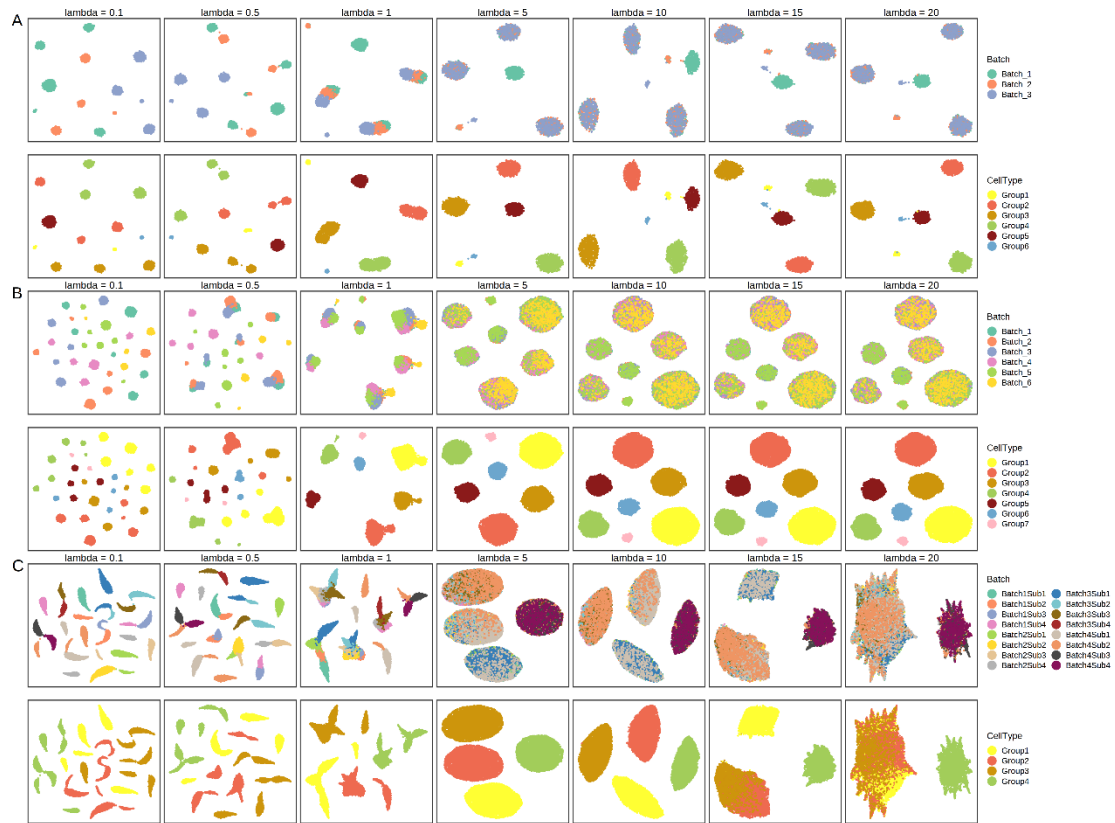 A
lambda = 0.1 lambda = 0.5 lambda = 1 lambda = 5 lambda = 10 lambda = 15 lambda = 20
Batch
Batch_1
Batch_2
Batch_3
CellType
Group1
Group2
Group3
Group4
Group5
Group6
B
lambda = 0.1 lambda = 0.5 lambda = 1 lambda = 5 lambda = 10 lambda = 15 lambda = 20
Batch
Batch_1
Batch_2
Batch_3
Batch_4
Batch_5
Batch_6
CellType
Group1
Group2
Group3
Group4
Group5
Group6
Group7
C
lambda = 0.1 lambda = 0.5 lambda = 1 lambda = 5 lambda = 10 lambda = 15 lambda = 20
Batch
Batch1Sub1 Batch3Sub1
Batch1Sub2 Batch3Sub2
Batch1Sub3 Batch3Sub3
Batch1Sub4 Batch3Sub4
Batch2Sub1 Batch4Sub1
Batch2Sub2 Batch4Sub2
Batch2Sub3 Batch4Sub3
Batch2Sub4 Batch4Sub4
CellType
Group1
Group2
Group3
Group4